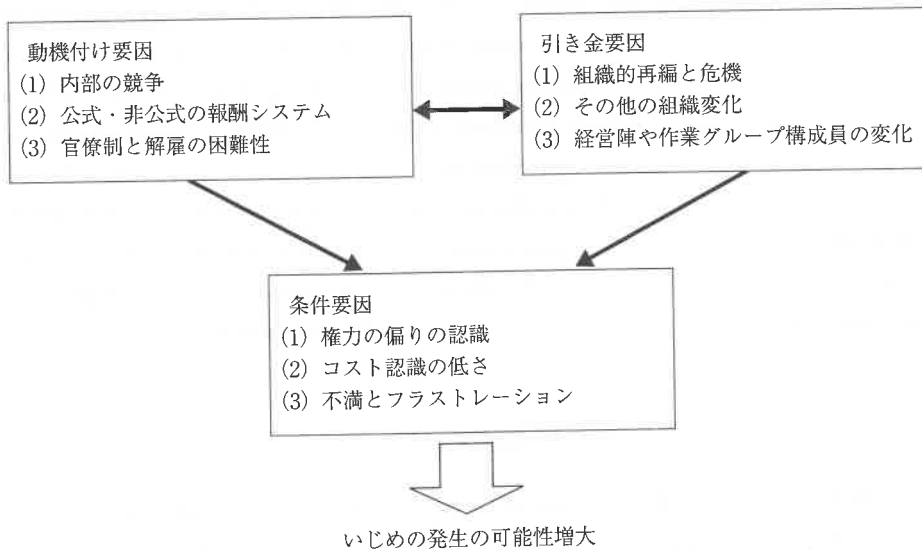 動機付け要因
(1) 内部の競争
(2) 公式・非公式の報酬システム
(3) 官僚制と解雇の困難性
引き金要因
(1) 組織的再編と危機
(2) その他の組織変化
(3) 経営陣や作業グループ構成員の変化
条件要因
(1) 権力の偏りの認識
(2) コスト認識の低さ
(3) 不満とフラストレーション
いじめの発生の可能性増大